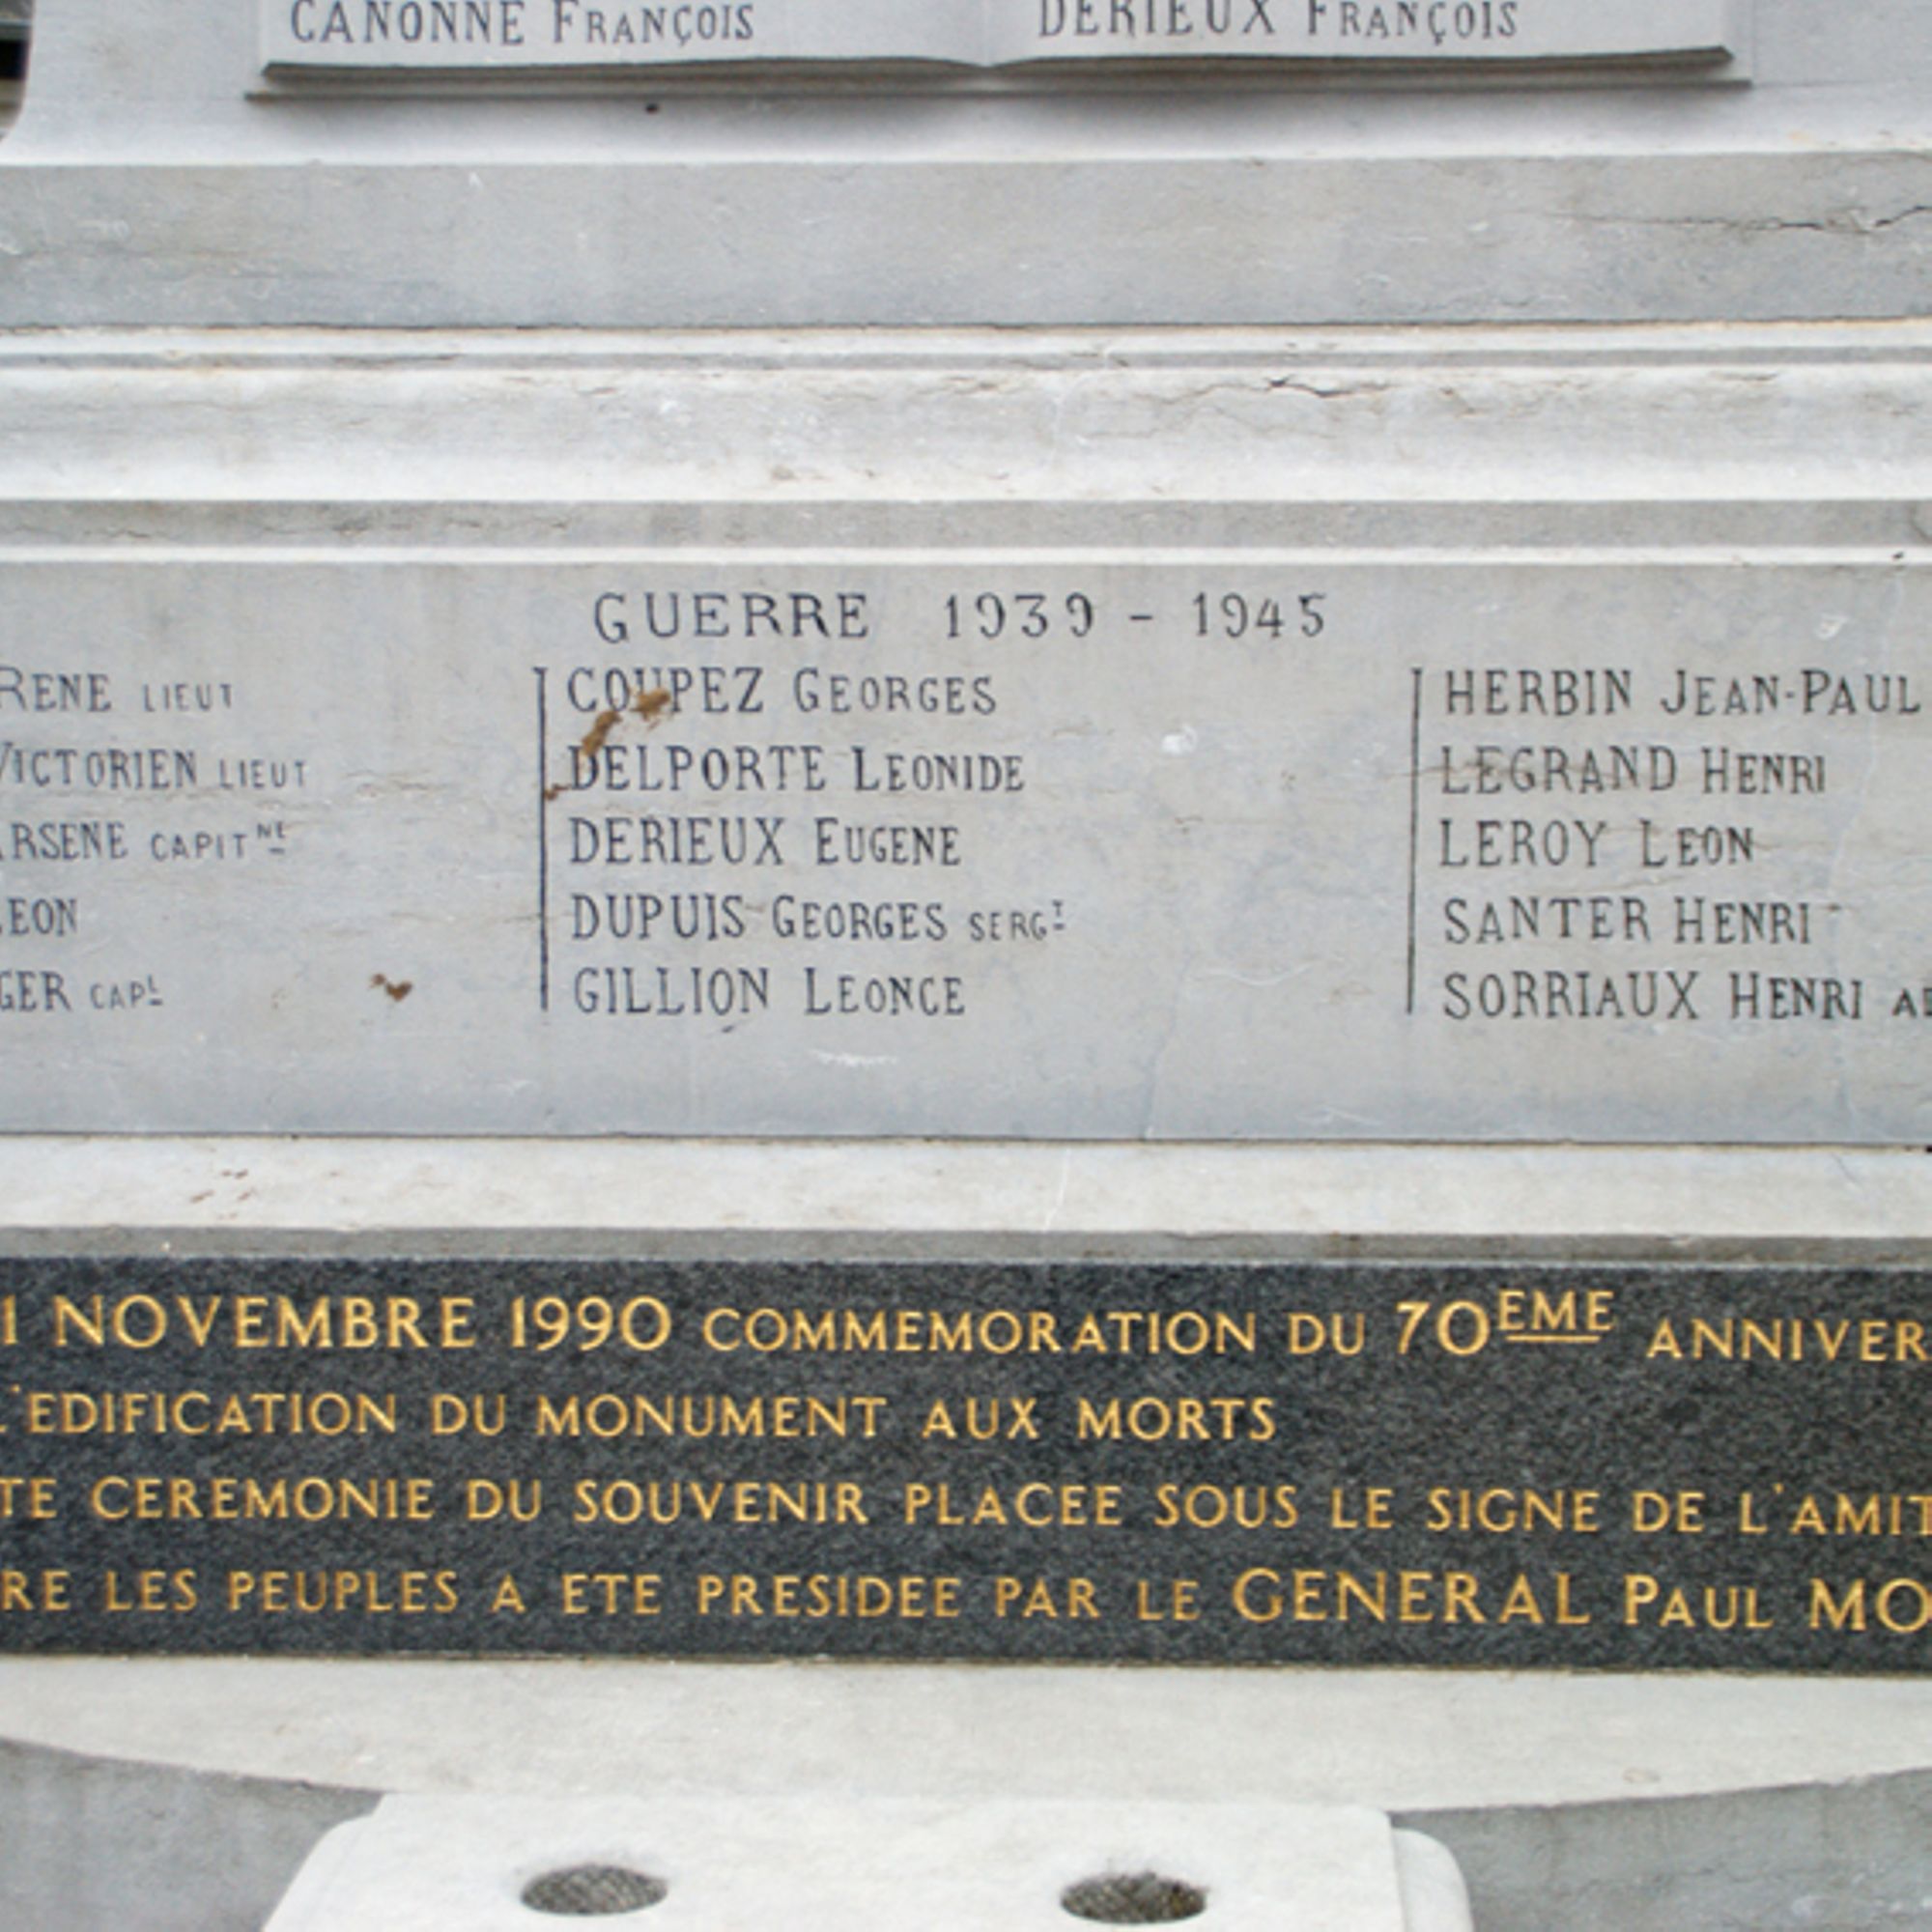 CANONNE FRANÇOIS DERIEUX FRANÇOIS
GUERRE 1939 - 1945
RENE LIEUT
VICTORIEN LIEUT
ARSENE CAPITNE
LEON
GER CAPL
COUPEZ GEORGES
DELPORTE LEONIDE
DERIEUX EUGENE
DUPUIS GEORGES SERGT
GILLION LEONCE
HERBIN JEAN-PAUL
LEGRAND HENRI
LEROY LEON
SANTER HENRI
SORRIAUX HENRI
1 NOVEMBRE 1990 COMMEMORATION DU 70EME ANNIVER
L'EDIFICATION DU MONUMENT AUX MORTS
TE CEREMONIE DU SOUVENIR PLACEE SOUS LE SIGNE DE L'AMIT
RE LES PEUPLES A ETE PRESIDEE PAR LE GENERAL PAUL MO